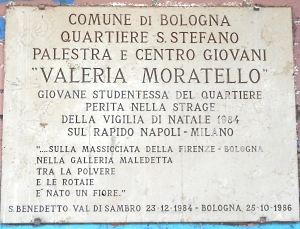 COMUNE DI BOLOGNA
QUARTIERE S. STEFANO
PALESTRA E CENTRO GIOVANI
"VALERIA MORATELLO"
GIOVANE STUDENTESSA DEL QUARTIERE
PERITA NELLA STRAGE
DELLA VIGILIA DI NATALE 1984
SUL RAPIDO NAPOLI - MILANO
"...SULLA MASSICCIATA DELLA FIRENZE - BOLOGNA
NELLA GALLERIA MALEDETTA
TRA LA POLVERE
E LE ROTAIE
E' NATO UN FIORE."
S. BENEDETTO VAL DI SAMBRO 23-12-1984 - BOLOGNA, 25-10-1986